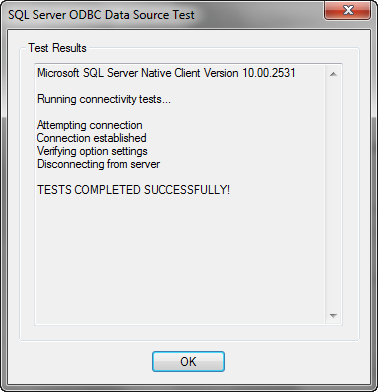 SQL Server ODBC Data Source Test
Test Results
Microsoft SQL Server Native Client Version 10.00.2531
Running connectivity tests...
Attempting connection
Connection established
Verifying option settings
Disconnecting from server
TESTS COMPLETED SUCCESSFULLY!
OK